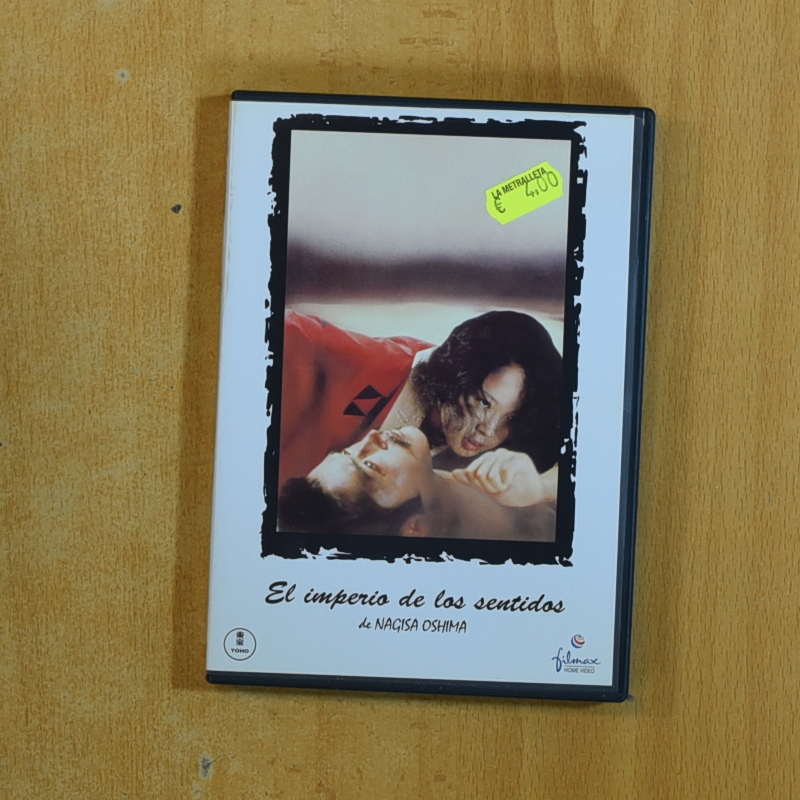 LA METRALLETA
€ 4,00
El imperio de los sentidos
de NAGISA OSHIMA
TOHO
filmax
HOME VIDEO